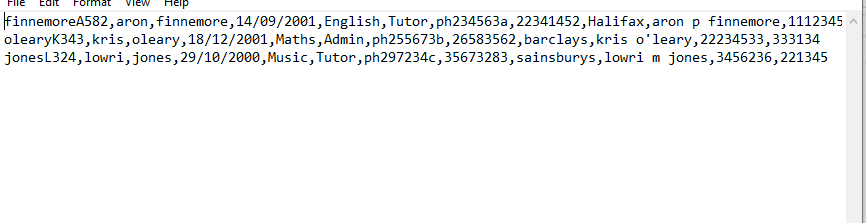 File Edit Format View Help
finnemoreA582,aron,finnemore,14/09/2001,English,Tutor,ph234563a,22341452,Halifax,aron p finnemore,1112345
olearyK343,kris,oleary,18/12/2001,Maths,Admin,ph255673b,26583562,barclays,kris o'leary,22234533,333134
jonesL324,lowri,jones,29/10/2000,Music,Tutor,ph297234c,35673283,sainsburys,lowri m jones,3456236,221345